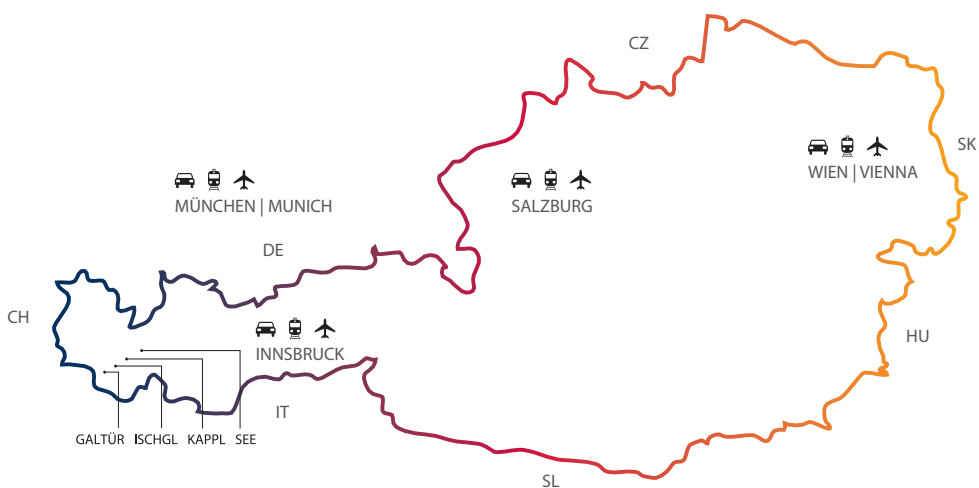 CZ
SK
WIEN | VIENNA
MÜNCHEN | MUNICH
SALZBURG
DE
CH
HU
INNSBRUCK
IT
GALTÜR ISCHGL KAPPL SEE
SL